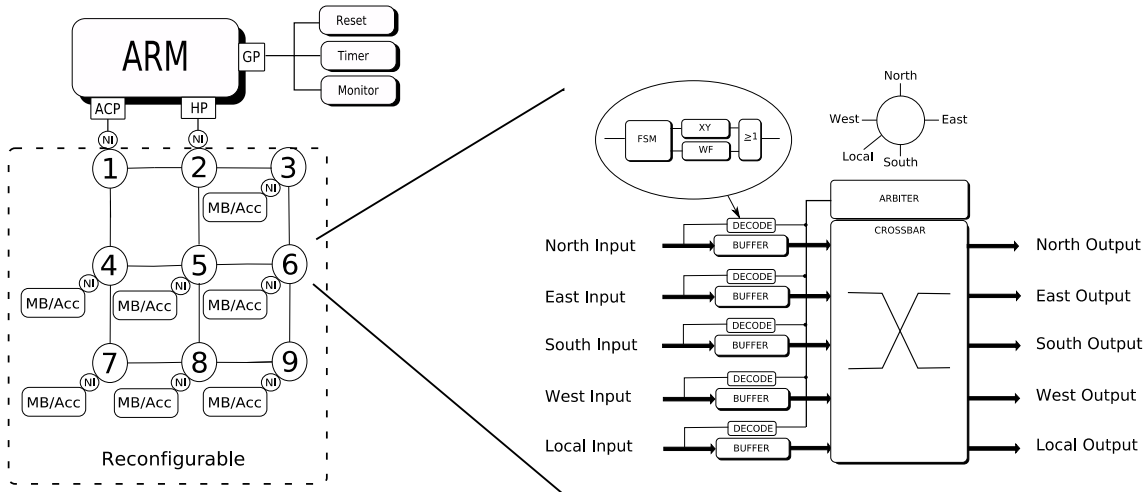 ARM
GP
Reset
Timer
Monitor
ACP
HP
NI
NI
1
2
3
NI
MB/Acc
4
5
6
NI
NI
NI
MB/Acc
MB/Acc
MB/Acc
7
8
9
NI
NI
NI
MB/Acc
MB/Acc
MB/Acc
Reconfigurable
FSM
XY
WF
≥1
North
West
East
Local
South
ARBITER
CROSSBAR
DECODE
North Input
BUFFER
North Output
DECODE
East Input
BUFFER
East Output
DECODE
South Input
BUFFER
South Output
DECODE
West Input
BUFFER
West Output
DECODE
Local Input
BUFFER
Local Output